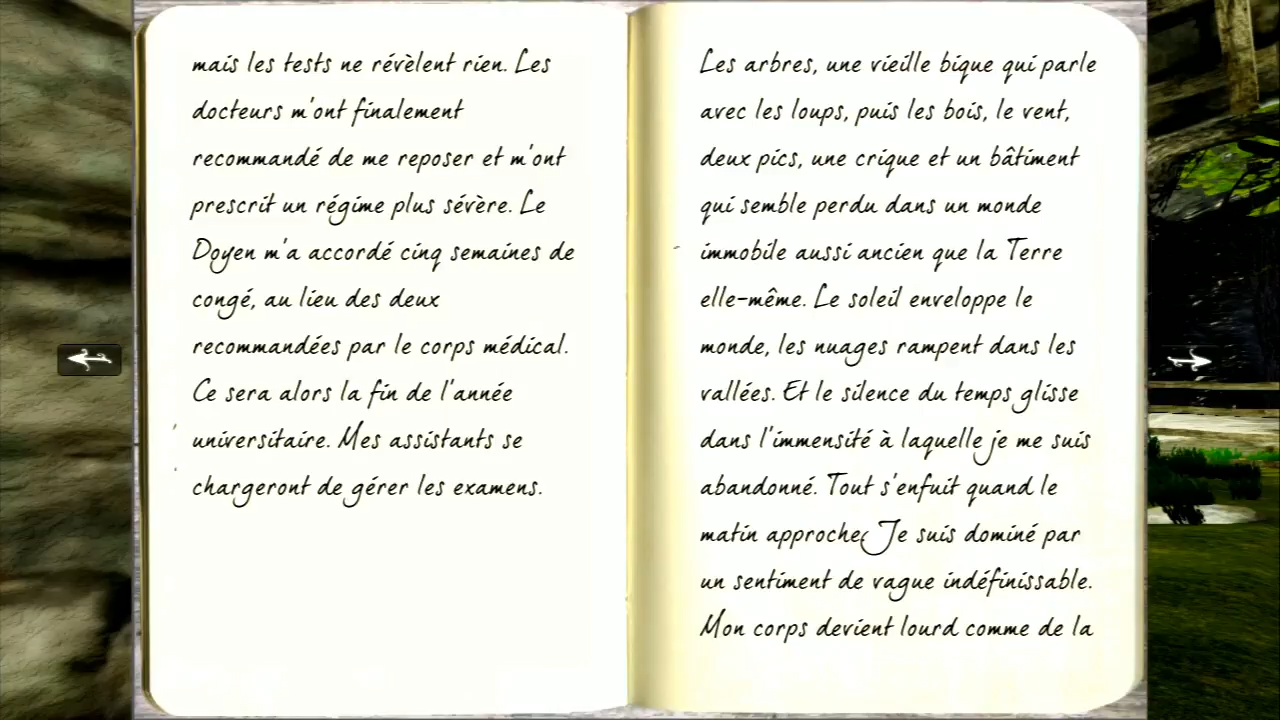 mais les tests ne révèlent rien. Les
docteurs m'ont finalement
recommandé de me reposer et m'ont
prescrit un régime plus sévère. Le
Doyen m'a accordé cinq semaines de
congé, au lieu des deux
recommandées par le corps médical.
Ce sera alors la fin de l'année
universitaire. Mes assistants se
chargeront de gérer les examens.
Les arbres, une vieille bique qui parle
avec les loups, puis les bois, le vent,
deux pics, une crique et un bâtiment
qui semble perdu dans un monde
immobile aussi ancien que la Terre
elle-même. Le soleil enveloppe le
monde, les nuages rampent dans les
vallées. Et le silence du temps glisse
dans l'immensité à laquelle je me suis
abandonné. Tout s'enfuit quand le
matin approche. Je suis dominé par
un sentiment de vague indéfinissable.
Mon corps devient lourd comme de la